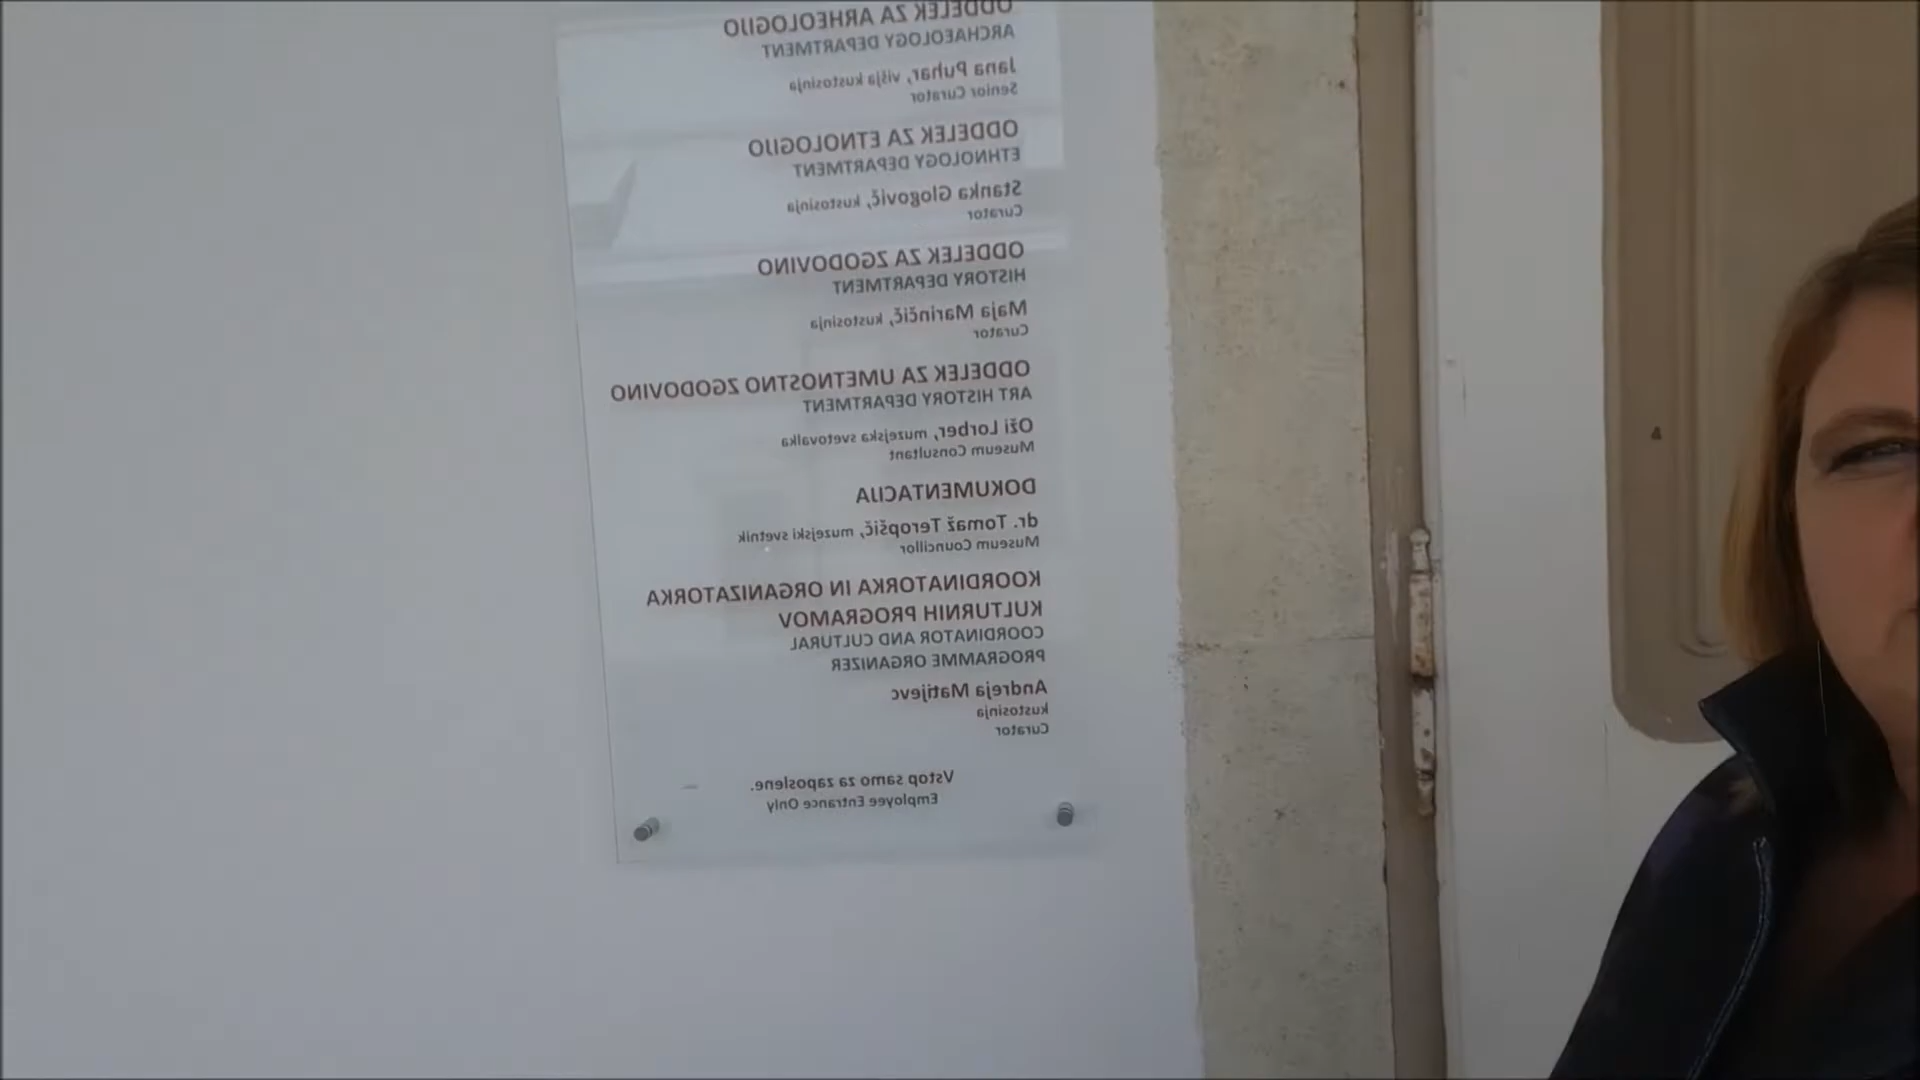 ODDELEK ZA ARHEOLOGIJO
ARCHAEOLOGY DEPARTMENT
Jana Puhar, višja kustosinja
Senior Curator
ODDELEK ZA ETNOLOGIJO
ETHNOLOGY DEPARTMENT
Stanka Glogovič, kustosinja
Curator
ODDELEK ZA ZGODOVINO
HISTORY DEPARTMENT
Maja Marinčič, kustosinja
Curator
ODDELEK ZA UMETNOSTNO ZGODOVINO
ART HISTORY DEPARTMENT
Oži Lorber, muzejska svetovalka
Museum Consultant
DOKUMENTACIJA
dr. Tomaž Teropšič, muzejski svetnik
Museum Councillor
KOORDINATORKA IN ORGANIZATORKA
KULTURNIH PROGRAMOV
COORDINATOR AND CULTURAL
PROGRAMME ORGANIZER
Andreja Matijevc
kustosinja
Curator
Vstop samo za zaposlene.
Employee Entrance Only